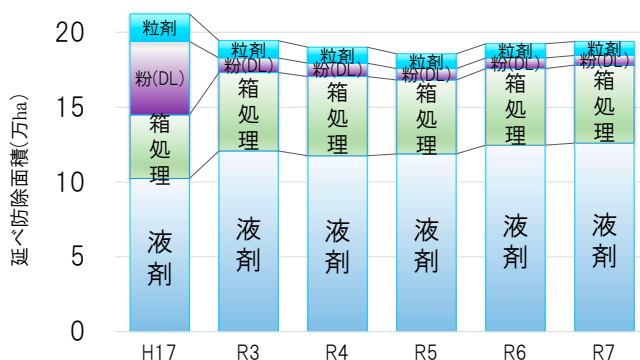 延べ防除面積(万ha)
20
15
10
5
0
粒剤
粉(DL)
箱処理
液剤
粒剤
粉(DL)
箱処理
液剤
粒剤
粉(DL)
箱処理
液剤
粒剤
粉(DL)
箱処理
液剤
粒剤
粉(DL)
箱処理
液剤
粒剤
粉(DL)
箱処理
液剤
H17 R3 R4 R5 R6 R7